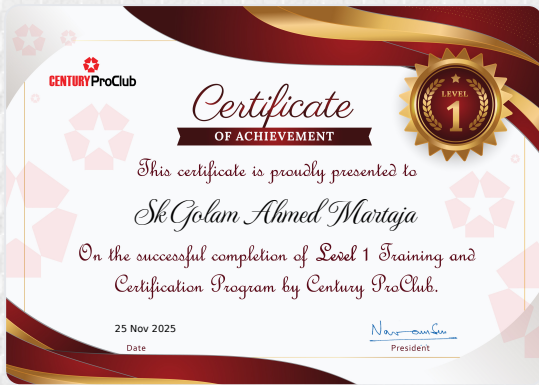 CENTURY ProClub
Certificate
OF ACHIEVEMENT
LEVEL
1
This certificate is proudly presented to
Sk Golam Ahmed Martaja
On the successful completion of Level 1 Training and
Certification Program by Century ProClub.
25 Nov 2025
Date
President